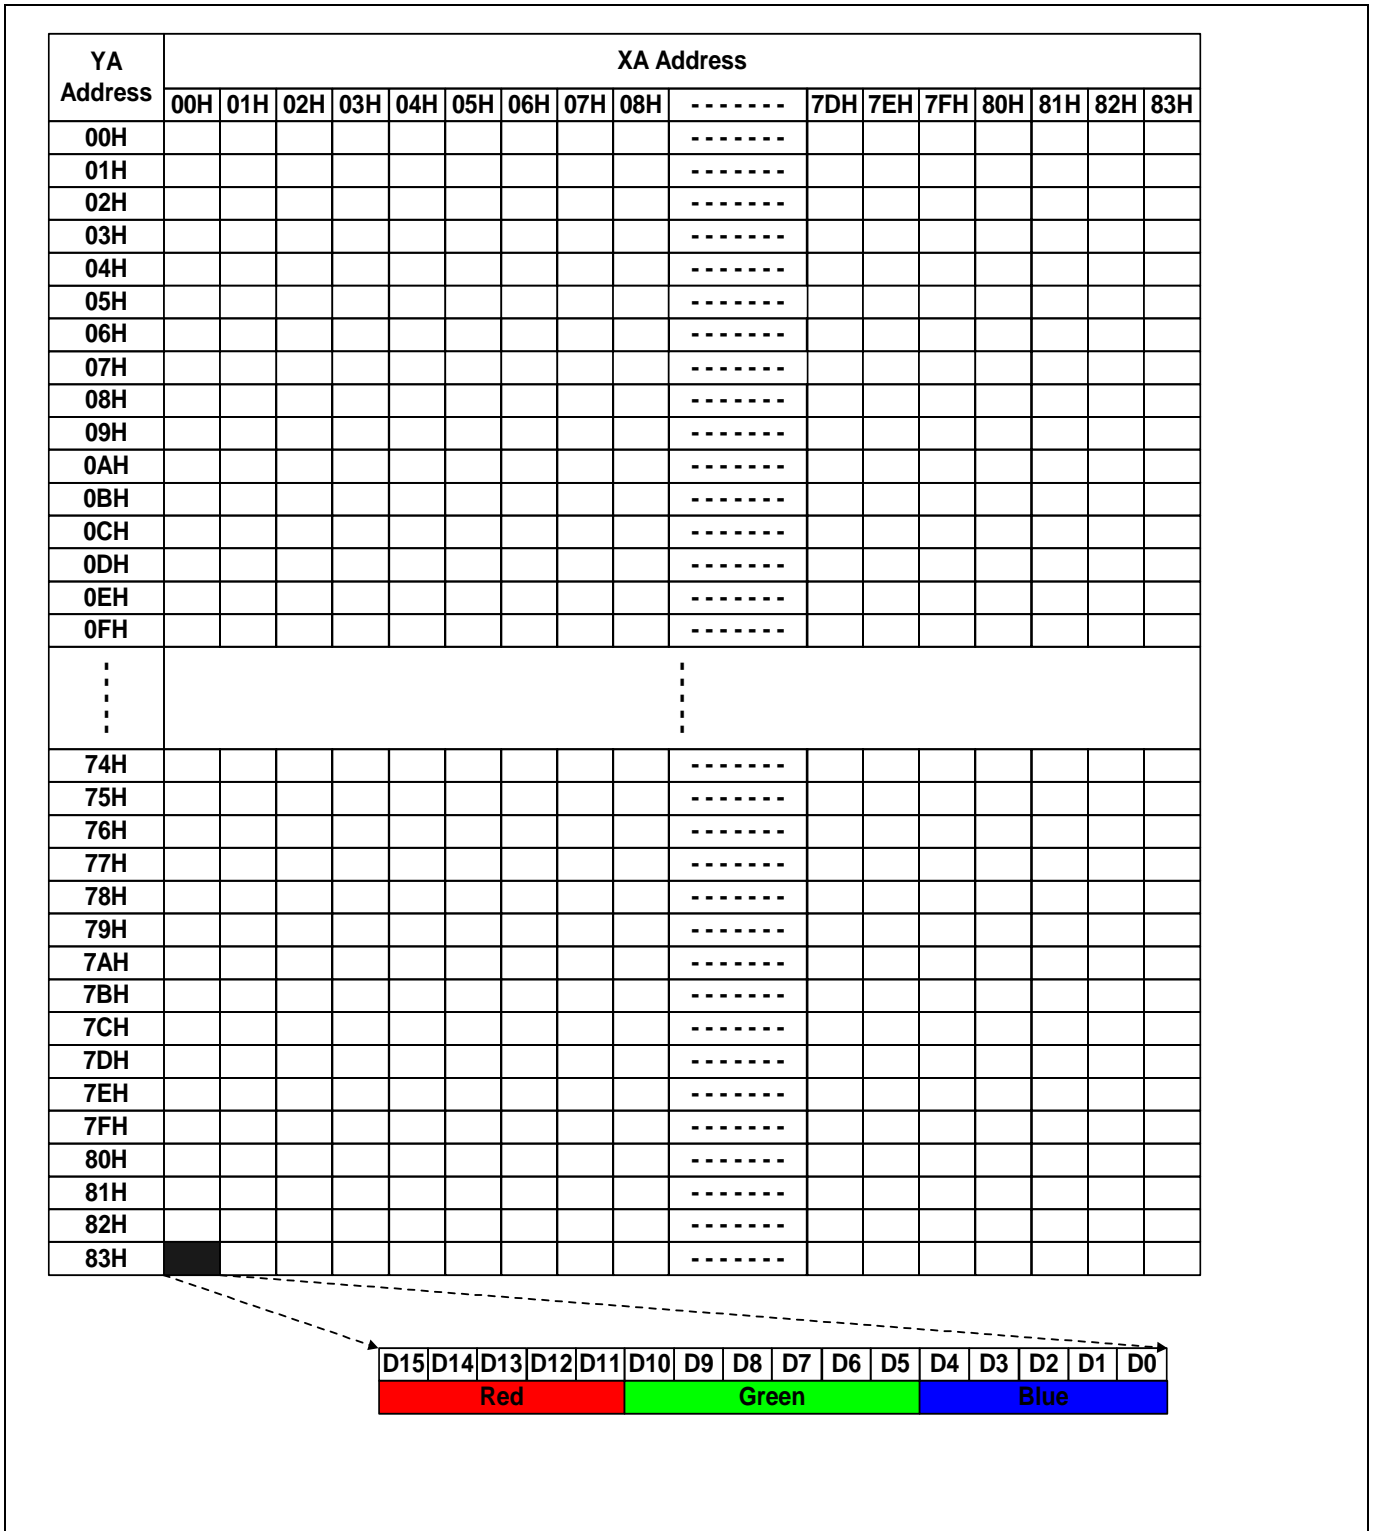 YA Address XA Address
00H 01H 02H 03H 04H 05H 06H 07H 08H - - - - - - - 7DH 7EH 7FH 80H 81H 82H 83H
00H - - - - - - -
01H - - - - - - -
02H - - - - - - -
03H - - - - - - -
04H - - - - - - -
05H - - - - - - -
06H - - - - - - -
07H - - - - - - -
08H - - - - - - -
09H - - - - - - -
0AH - - - - - - -
0BH - - - - - - -
0CH - - - - - - -
0DH - - - - - - -
0EH - - - - - - -
0FH - - - - - - -
74H - - - - - - -
75H - - - - - - -
76H - - - - - - -
77H - - - - - - -
78H - - - - - - -
79H - - - - - - -
7AH - - - - - - -
7BH - - - - - - -
7CH - - - - - - -
7DH - - - - - - -
7EH - - - - - - -
7FH - - - - - - -
80H - - - - - - -
81H - - - - - - -
82H - - - - - - -
83H - - - - - - -
D15 D14 D13 D12 D11 D10 D9 D8 D7 D6 D5 D4 D3 D2 D1 D0
Red Green Blue